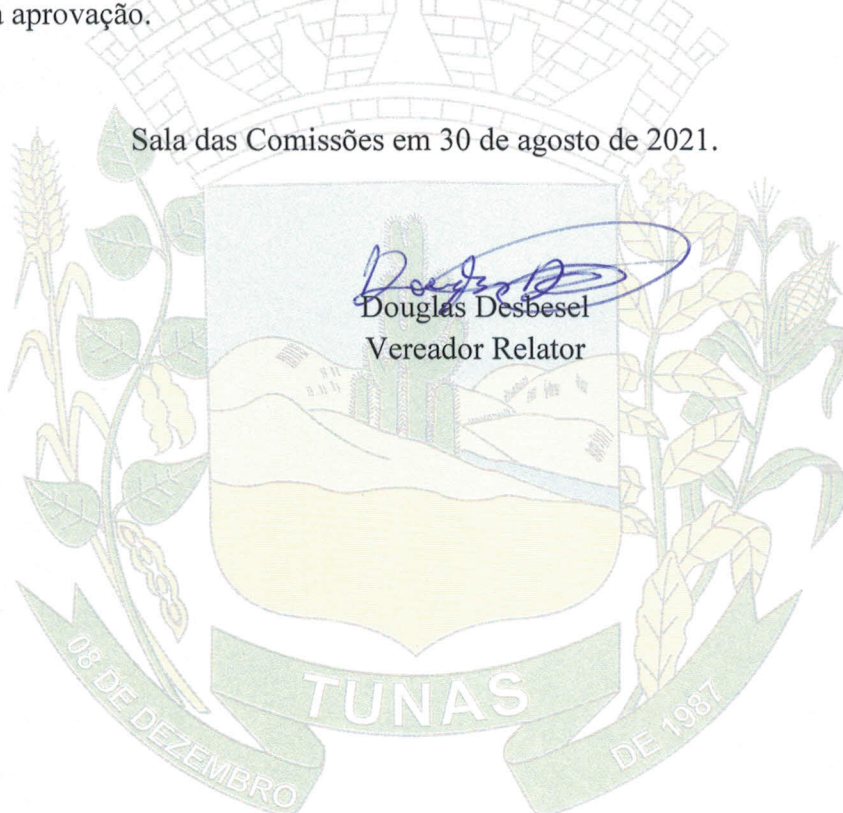 a aprovação.
Sala das Comissões em 30 de agosto de 2021.
Douglas Desbesel
Vereador Relator
TUNAS
08 DE DEZEMBRO
DE 1987